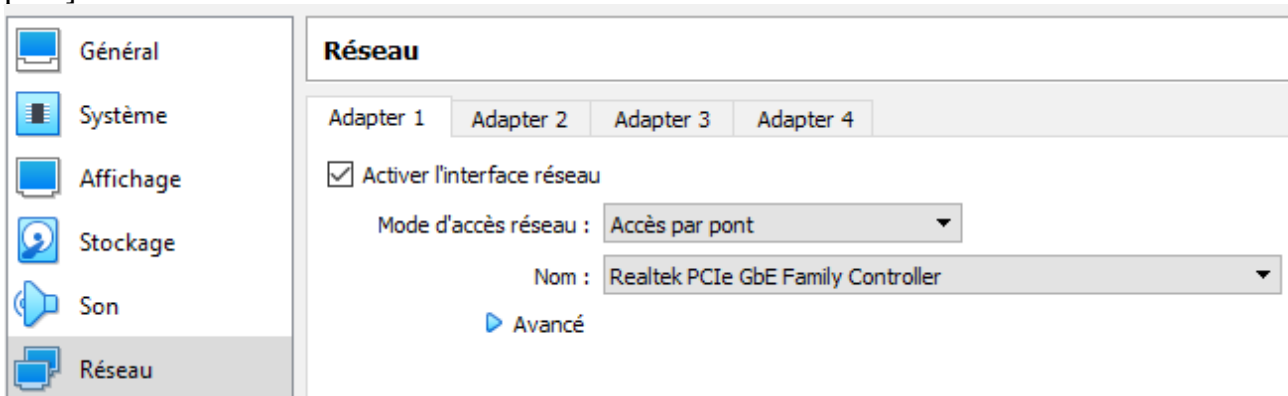 Général
Système
Affichage
Stockage
Son
Réseau
Réseau
Adapter 1 Adapter 2 Adapter 3 Adapter 4
Activer l'interface réseau
Mode d'accès réseau : Accès par pont
Nom : Realtek PCIe GbE Family Controller
Avancé